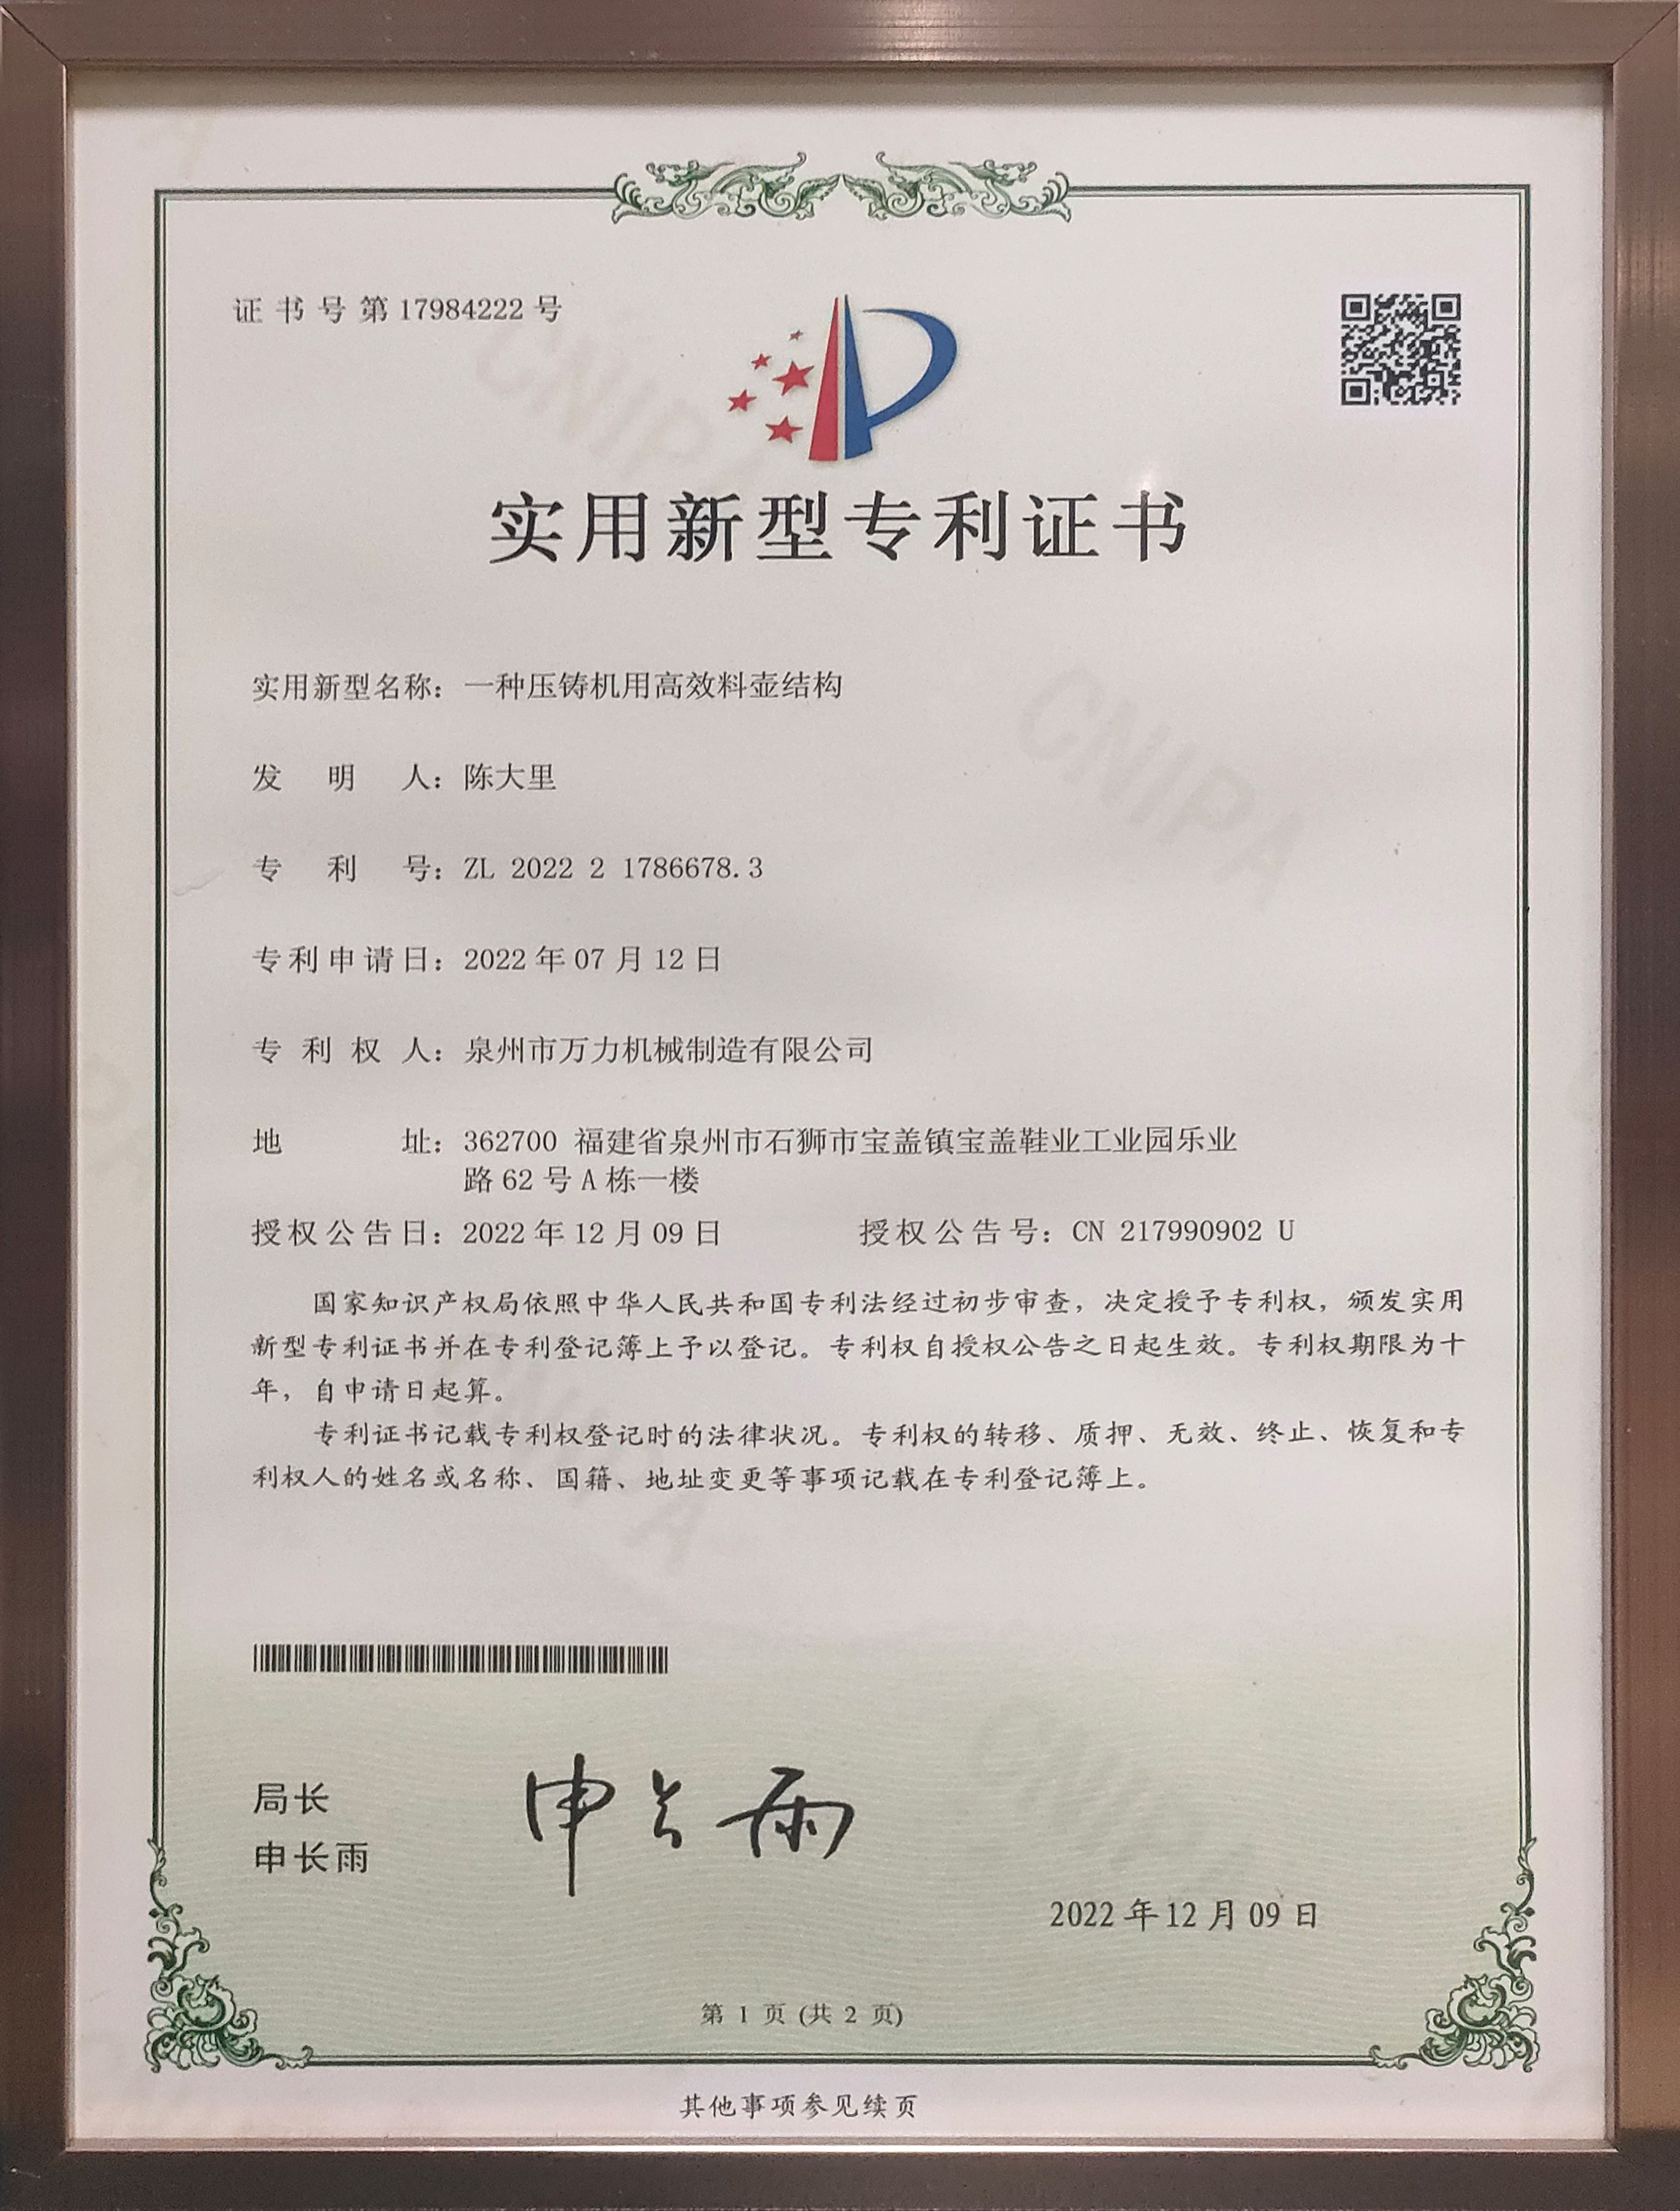 证书号第17984222号
实用新型专利证书
实用新型名称：一种压铸机用高效料壶结构
发明人：陈大里
专利号：ZL 2022 2 1786678.3
专利申请日：2022年07月12日
专利权人：泉州市万力机械制造有限公司
地址：362700 福建省泉州市石狮市宝盖镇宝盖鞋业工业园乐业
路62号A栋一楼
授权公告日：2022年12月09日 授权公告号：CN 217990902 U
国家知识产权局依照中华人民共和国专利法经过初步审查，决定授予专利权，颁发实用
新型专利证书并在专利登记簿上予以登记。专利权自授权公告之日起生效。专利权期限为十
年，自申请日起算。
专利证书记载专利权登记时的法律状况。专利权的转移、质押、无效、终止、恢复和专
利权人的姓名或名称、国籍、地址变更等事项记载在专利登记簿上。
局长
申长雨
申长雨
2022年12月09日
第 1 页 (共 2 页)
其他事项参见续页
CNIPA
CNIPA